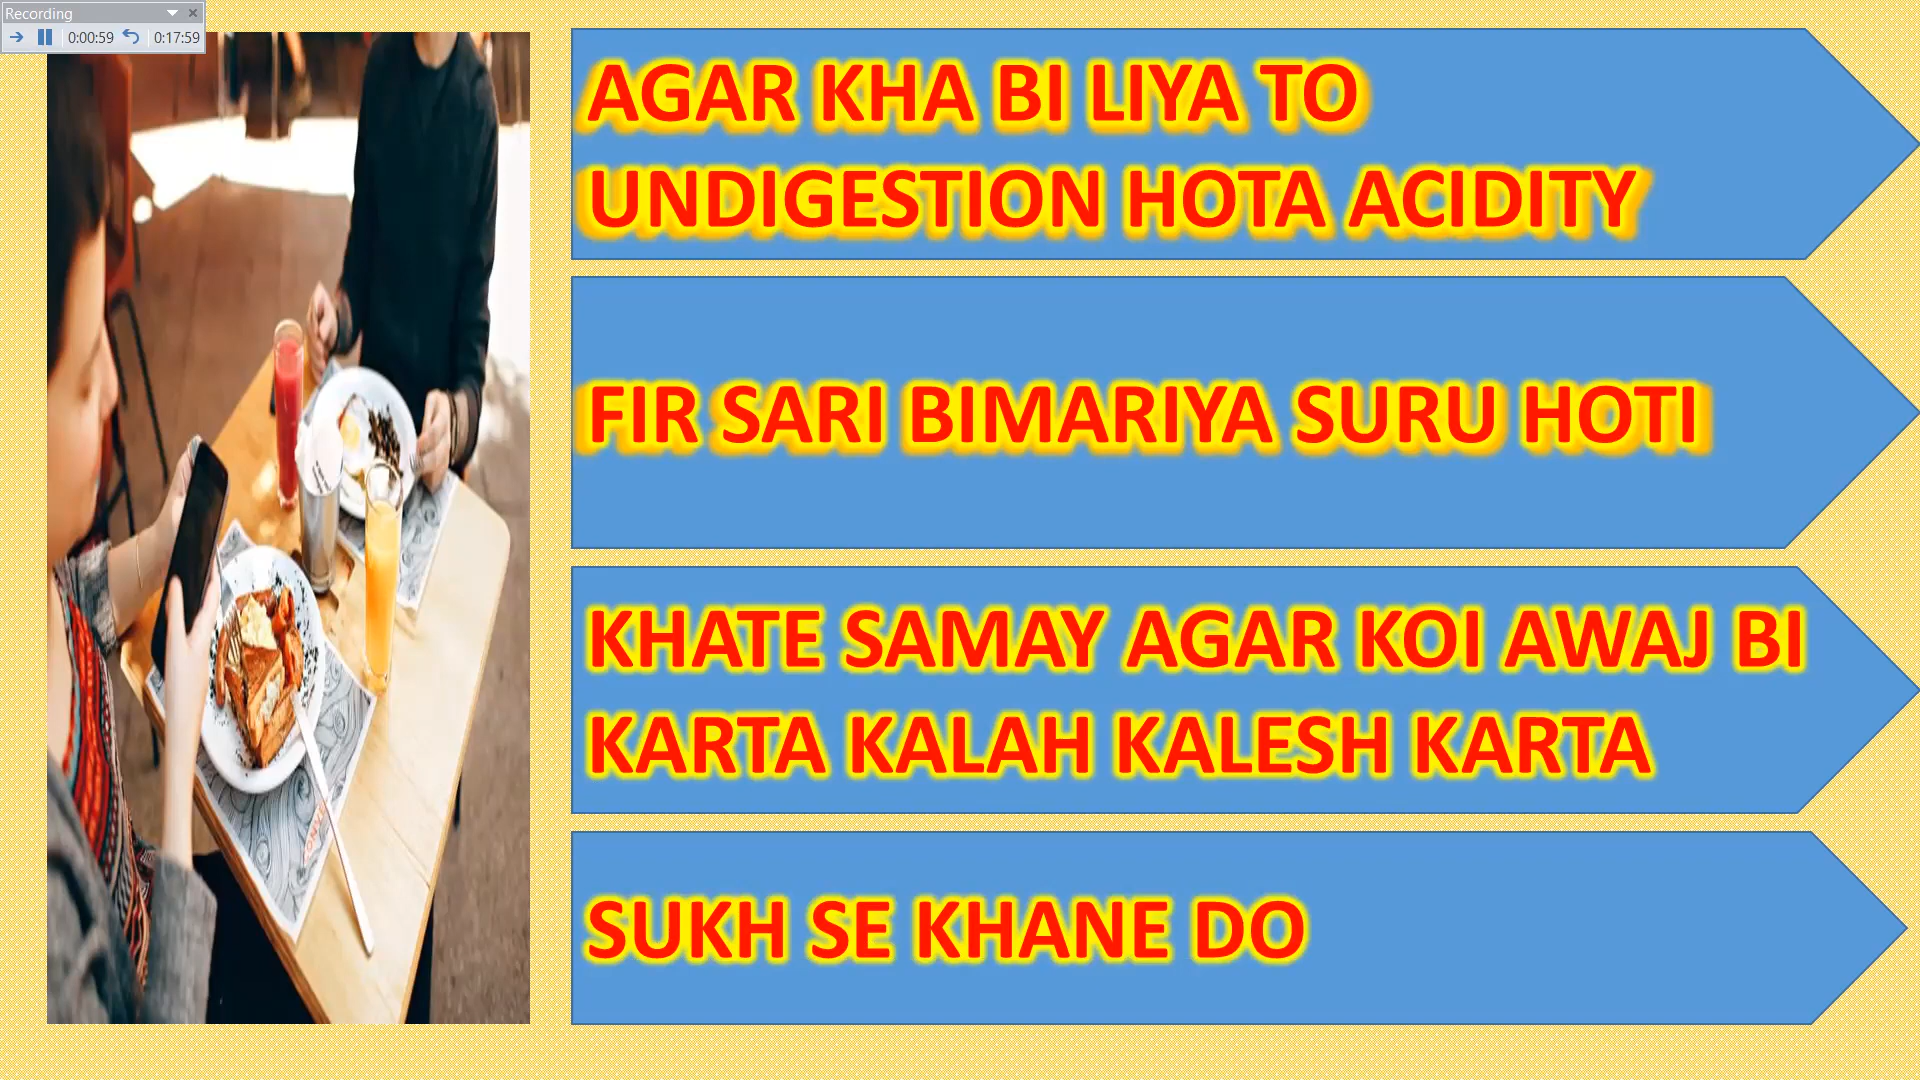 Recording
0:00:59 0:17:59
AGAR KHA BI LIYA TO
UNDIGESTION HOTA ACIDITY
FIR SARI BIMARIYA SURU HOTI
KHATE SAMAY AGAR KOI AWAJ BI
KARTA KALAH KALESH KARTA
SUKH SE KHANE DO